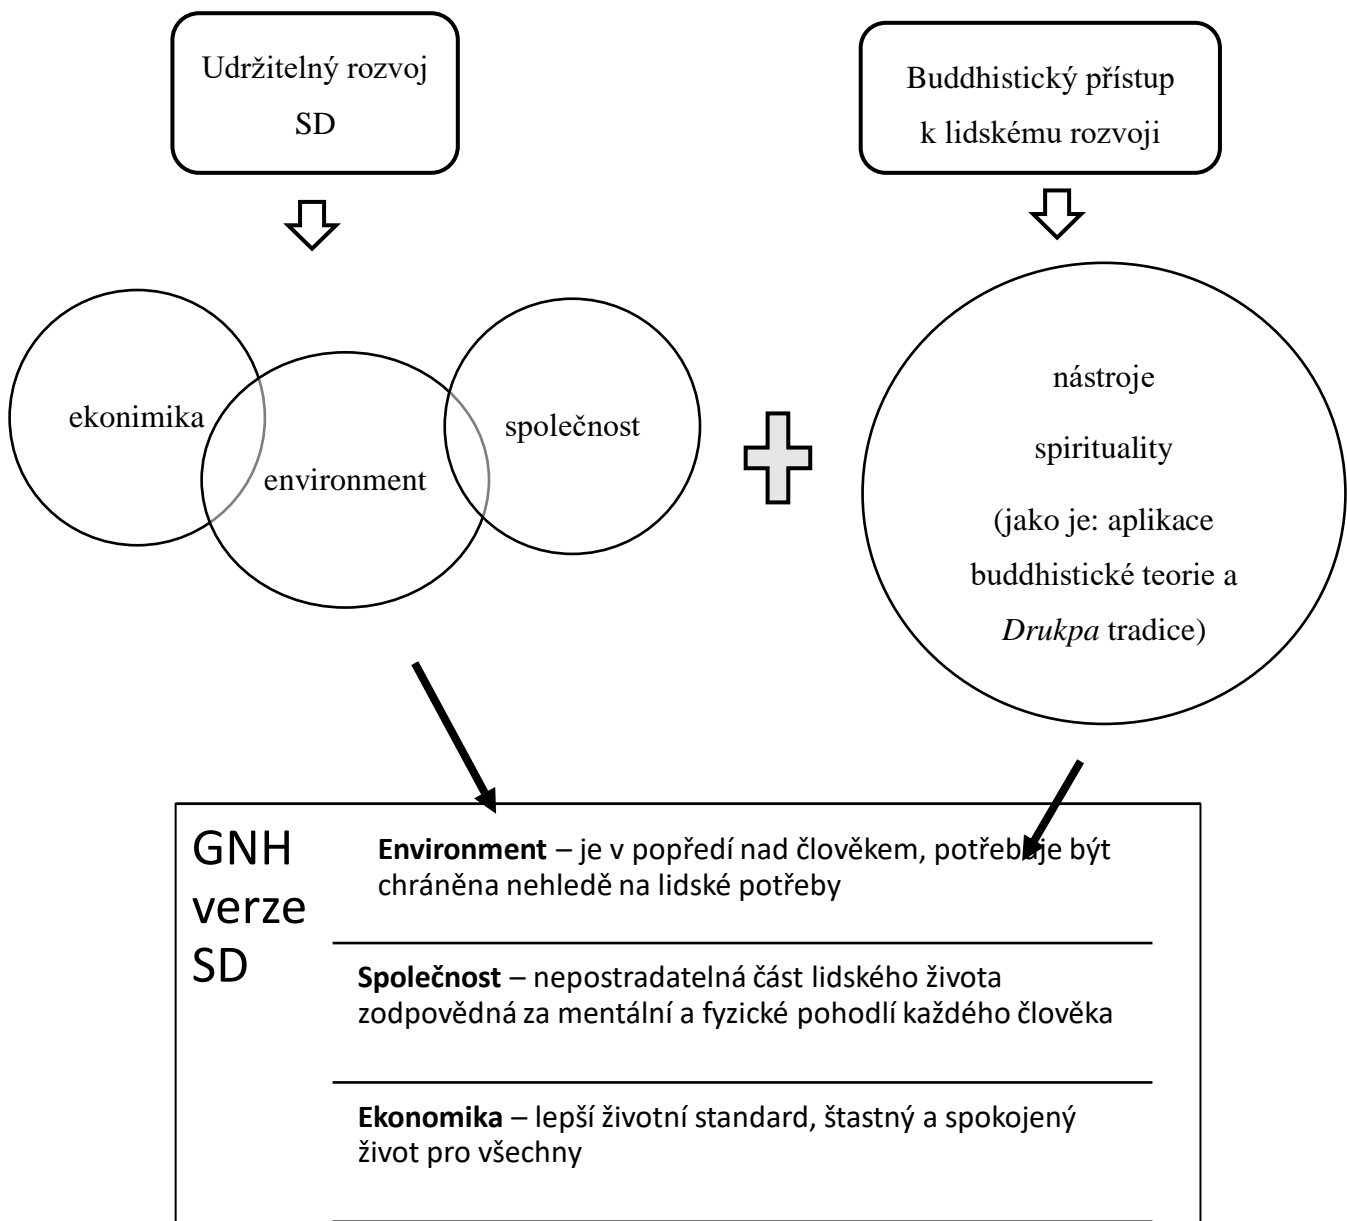 Udržitelný rozvoj
SD
Buddhistický přístup
k lidskému rozvoji
ekonimika
environment
společnost
nástroje
spirituality
(jako je: aplikace
buddhistické teorie a
Drukpa tradice)
GNH
verze
SD
Environment – je v popředí nad člověkem, potřebuje být
chráněna nehledě na lidské potřeby
Společnost – nepostradatelná část lidského života
zodpovědná za mentální a fyzické pohodlí každého člověka
Ekonomika – lepší životní standard, štastný a spokojený
život pro všechny